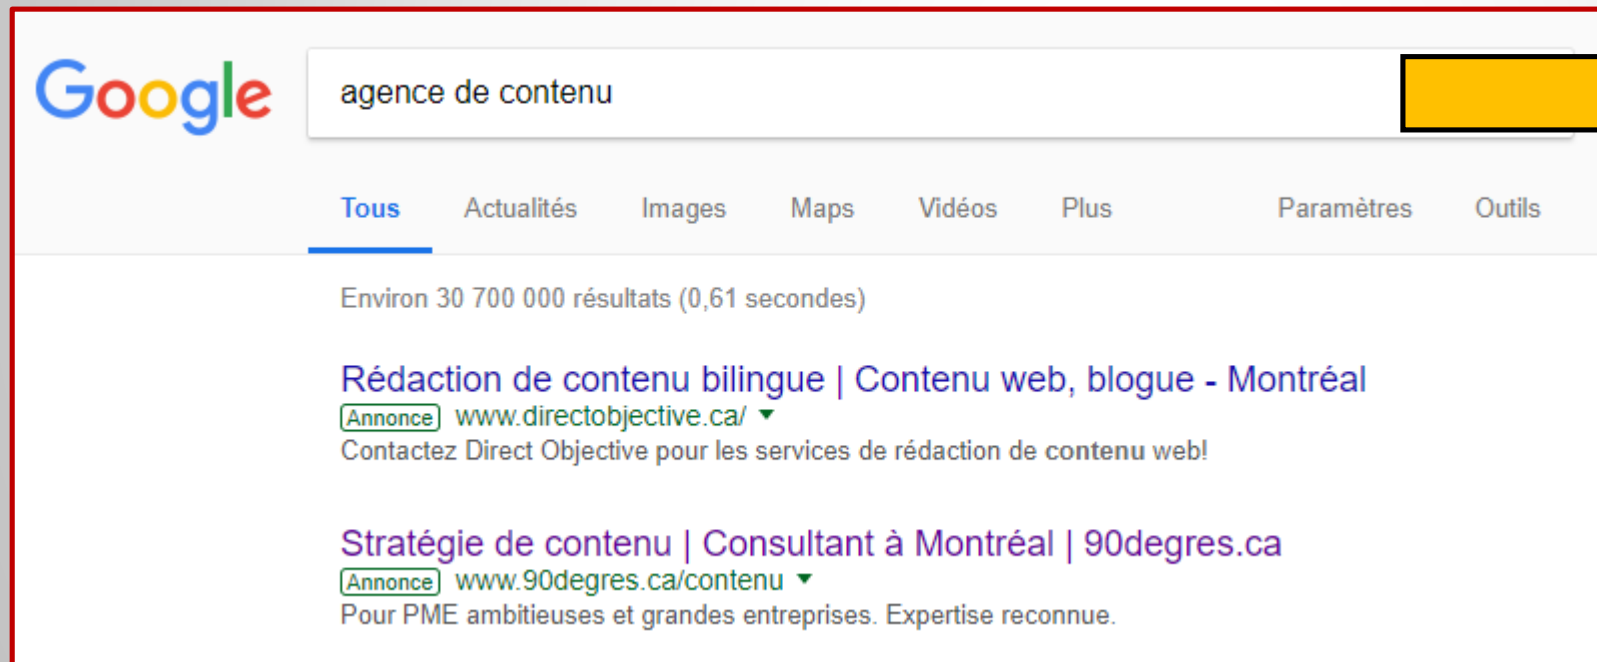 Google
agence de contenu
Tous Actualités Images Maps Vidéos Plus Paramètres Outils
Environ 30 700 000 résultats (0,61 secondes)
Rédaction de contenu bilingue | Contenu web, blogue - Montréal
Annonce www.directobjective.ca/
Contactez Direct Objective pour les services de rédaction de contenu web!
Stratégie de contenu | Consultant à Montréal | 90degres.ca
Annonce www.90degres.ca/contenu
Pour PME ambitieuses et grandes entreprises. Expertise reconnue.